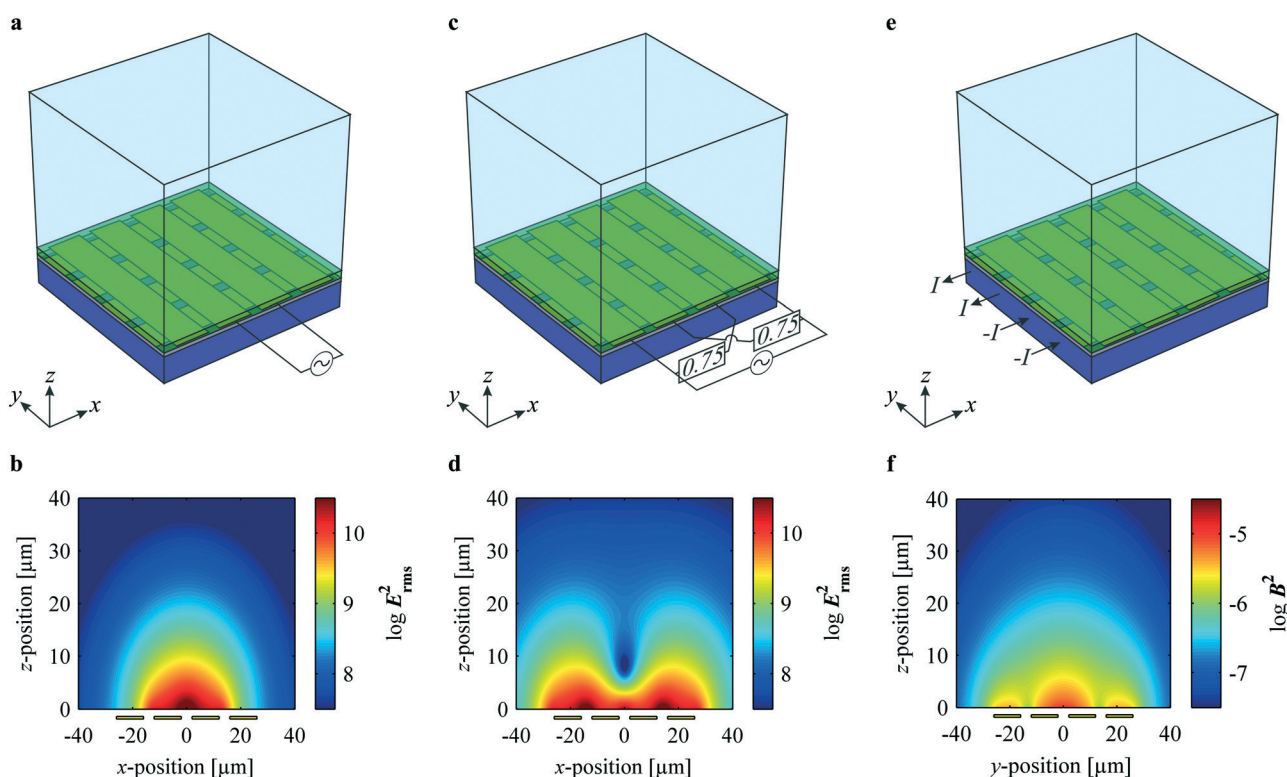 a
c
e
0.75
0.75
I
I
-I
-I
z
y
x
z
y
x
z
y
x
b
40
30
20
10
0
z-position [μm]
-40 -20 0 20 40
x-position [μm]
10
9
8
log E²rms
d
40
30
20
10
0
z-position [μm]
-40 -20 0 20 40
x-position [μm]
10
9
8
log E²rms
f
40
30
20
10
0
z-position [μm]
-40 -20 0 20 40
y-position [μm]
-5
-6
-7
log B²